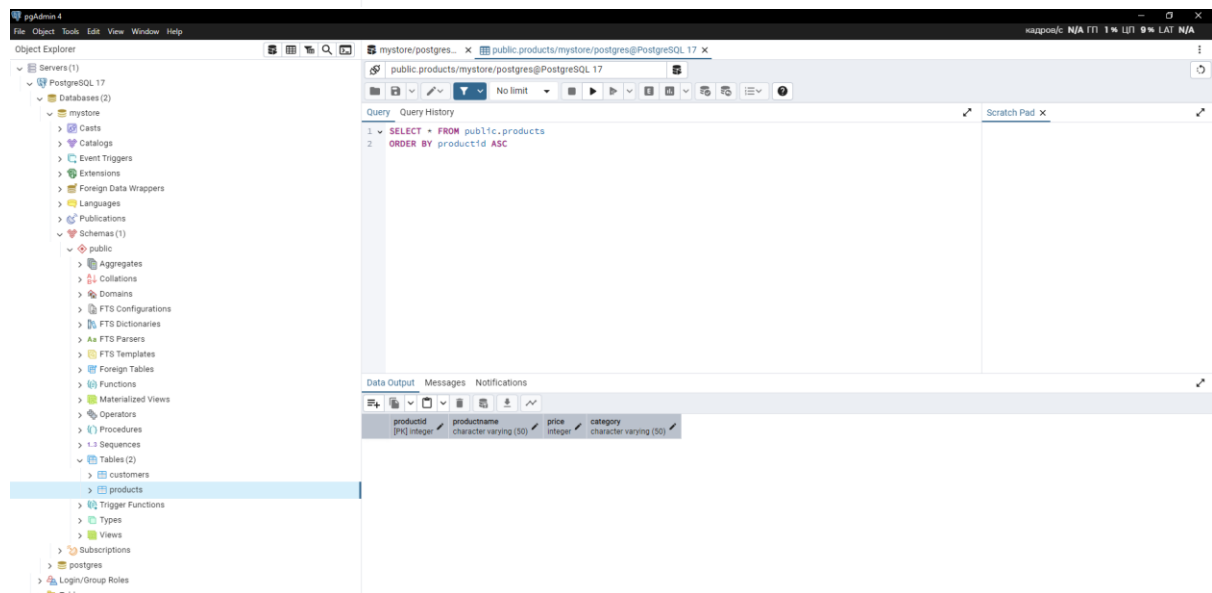 pgAdmin 4
File Object Tools Edit View Window Help
кадров/с N/A ГП 1% ЦП 9% LAT N/A
Object Explorer
Servers (1)
PostgreSQL 17
Databases (2)
mystore
Casts
Catalogs
Event Triggers
Extensions
Foreign Data Wrappers
Languages
Publications
Schemas (1)
public
Aggregates
Collations
Domains
FTS Configurations
FTS Dictionaries
FTS Parsers
FTS Templates
Foreign Tables
Functions
Materialized Views
Operators
Procedures
Sequences
Tables (2)
customers
products
Trigger Functions
Types
Views
Subscriptions
postgres
Login/Group Roles
mystore/postgres...
public.products/mystore/postgres@PostgreSQL 17
public.products/mystore/postgres@PostgreSQL 17
No limit
Query Query History
Scratch Pad
1 SELECT * FROM public.products
2 ORDER BY productid ASC
Data Output Messages Notifications
productid productname price category
[PK] integer character varying (50) integer character varying (50)